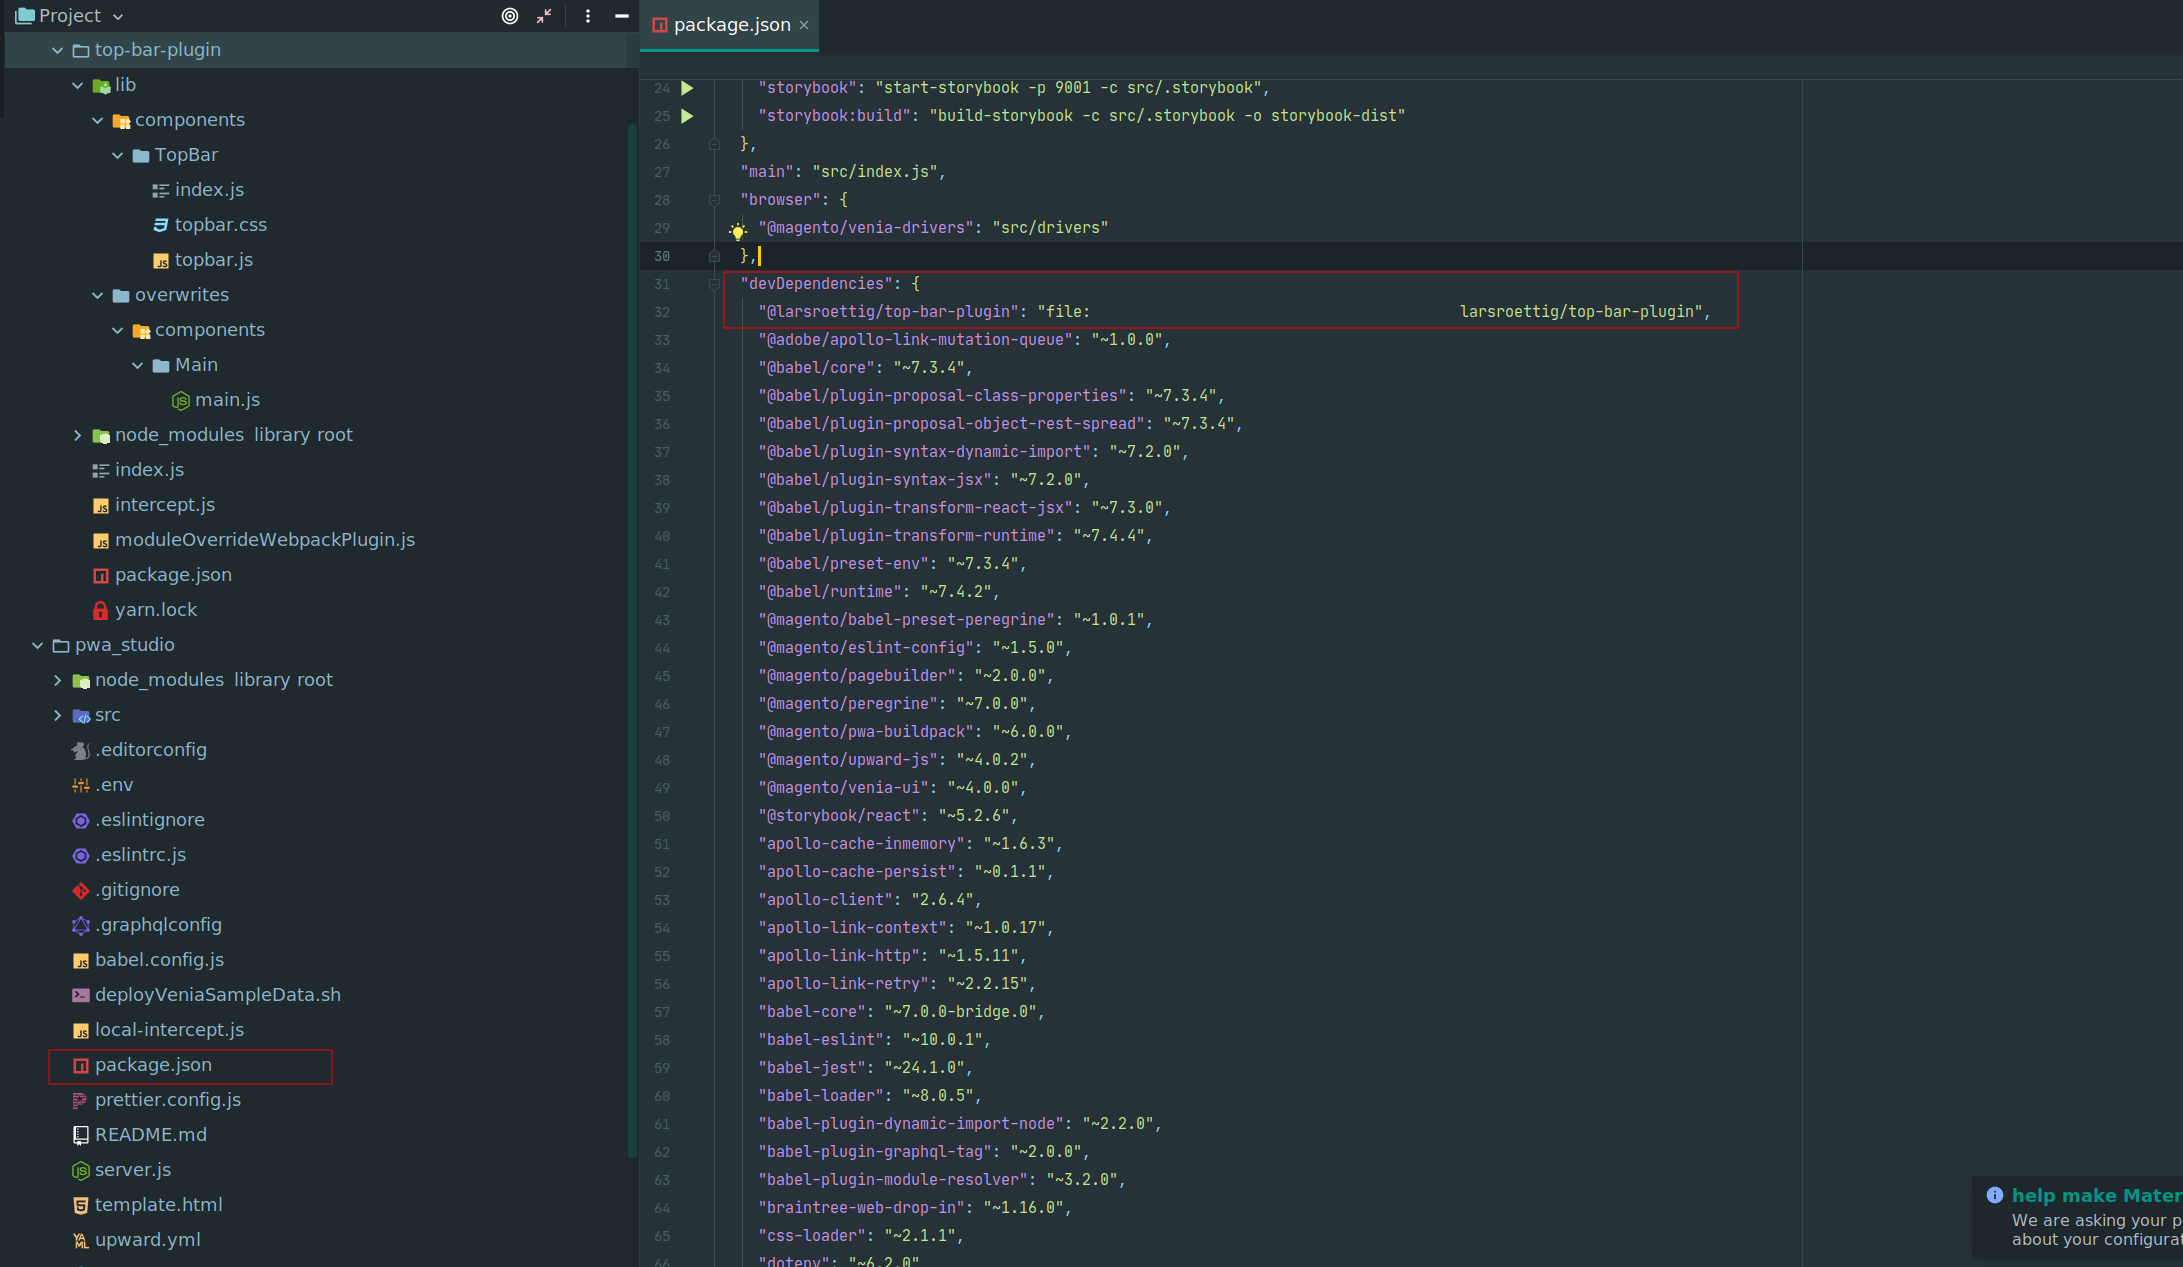 Project
top-bar-plugin
lib
components
TopBar
index.js
topbar.css
topbar.js
overwrites
components
Main
main.js
node_modules library root
index.js
intercept.js
moduleOverrideWebpackPlugin.js
package.json
yarn.lock
pwa_studio
node_modules library root
src
.editorconfig
.env
.eslintignore
.eslintrc.js
.gitignore
.graphqlconfig
babel.config.js
deployVeniaSampleData.sh
local-intercept.js
package.json
prettier.config.js
README.md
server.js
template.html
upward.yml
package.json
24 "storybook": "start-storybook -p 9001 -c src/.storybook",
25 "storybook:build": "build-storybook -c src/.storybook -o storybook-dist"
26 },
27 "main": "src/index.js",
28 "browser": {
29 "@magento/venia-drivers": "src/drivers"
30 },
31 "devDependencies": {
32 "@larsroettig/top-bar-plugin": "file: larsroettig/top-bar-plugin",
33 "@adobe/apollo-link-mutation-queue": "~1.0.0",
34 "@babel/core": "~7.3.4",
35 "@babel/plugin-proposal-class-properties": "~7.3.4",
36 "@babel/plugin-proposal-object-rest-spread": "~7.3.4",
37 "@babel/plugin-syntax-dynamic-import": "~7.2.0",
38 "@babel/plugin-syntax-jsx": "~7.2.0",
39 "@babel/plugin-transform-react-jsx": "~7.3.0",
40 "@babel/plugin-transform-runtime": "~7.4.4",
41 "@babel/preset-env": "~7.3.4",
42 "@babel/runtime": "~7.4.2",
43 "@magento/babel-preset-peregrine": "~1.0.1",
44 "@magento/eslint-config": "~1.5.0",
45 "@magento/pagebuilder": "~2.0.0",
46 "@magento/peregrine": "~7.0.0",
47 "@magento/pwa-buildpack": "~6.0.0",
48 "@magento/upward-js": "~4.0.2",
49 "@magento/venia-ui": "~4.0.0",
50 "@storybook/react": "~5.2.6",
51 "apollo-cache-inmemory": "~1.6.3",
52 "apollo-cache-persist": "~0.1.1",
53 "apollo-client": "2.6.4",
54 "apollo-link-context": "~1.0.17",
55 "apollo-link-http": "~1.5.11",
56 "apollo-link-retry": "~2.2.15",
57 "babel-core": "~7.0.0-bridge.0",
58 "babel-eslint": "~10.0.1",
59 "babel-jest": "~24.1.0",
60 "babel-loader": "~8.0.5",
61 "babel-plugin-dynamic-import-node": "~2.2.0",
62 "babel-plugin-graphql-tag": "~2.0.0",
63 "babel-plugin-module-resolver": "~3.2.0",
64 "braintree-web-drop-in": "~1.16.0",
65 "css-loader": "~2.1.1",
66 "dotenv": "~6.2.0"
help make Mater
We are asking your p
about your configurat